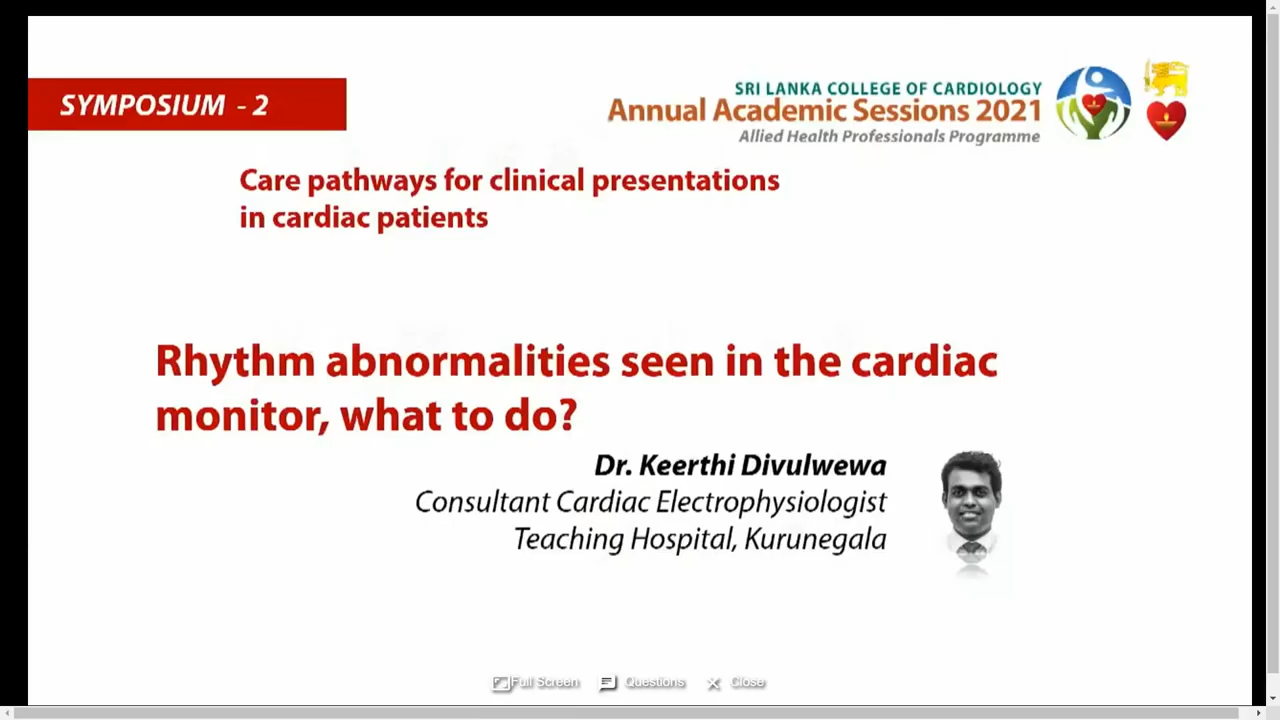 SYMPOSIUM - 2
SRI LANKA COLLEGE OF CARDIOLOGY
Annual Academic Sessions 2021
Allied Health Professionals Programme
Care pathways for clinical presentations
in cardiac patients
Rhythm abnormalities seen in the cardiac
monitor, what to do?
Dr. Keerthi Divulwewa
Consultant Cardiac Electrophysiologist
Teaching Hospital, Kurunegala
Full Screen Questions Close